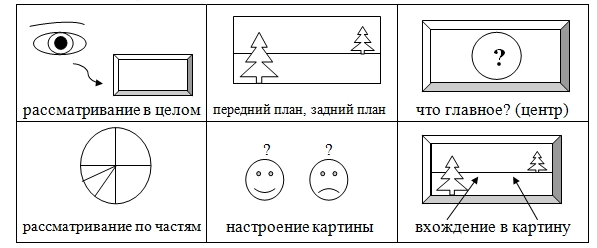 ?
рассматривание в целом
передний план, задний план
что главное? (центр)
? ?
рассматривание по частям
настроение картины
вхождение в картину